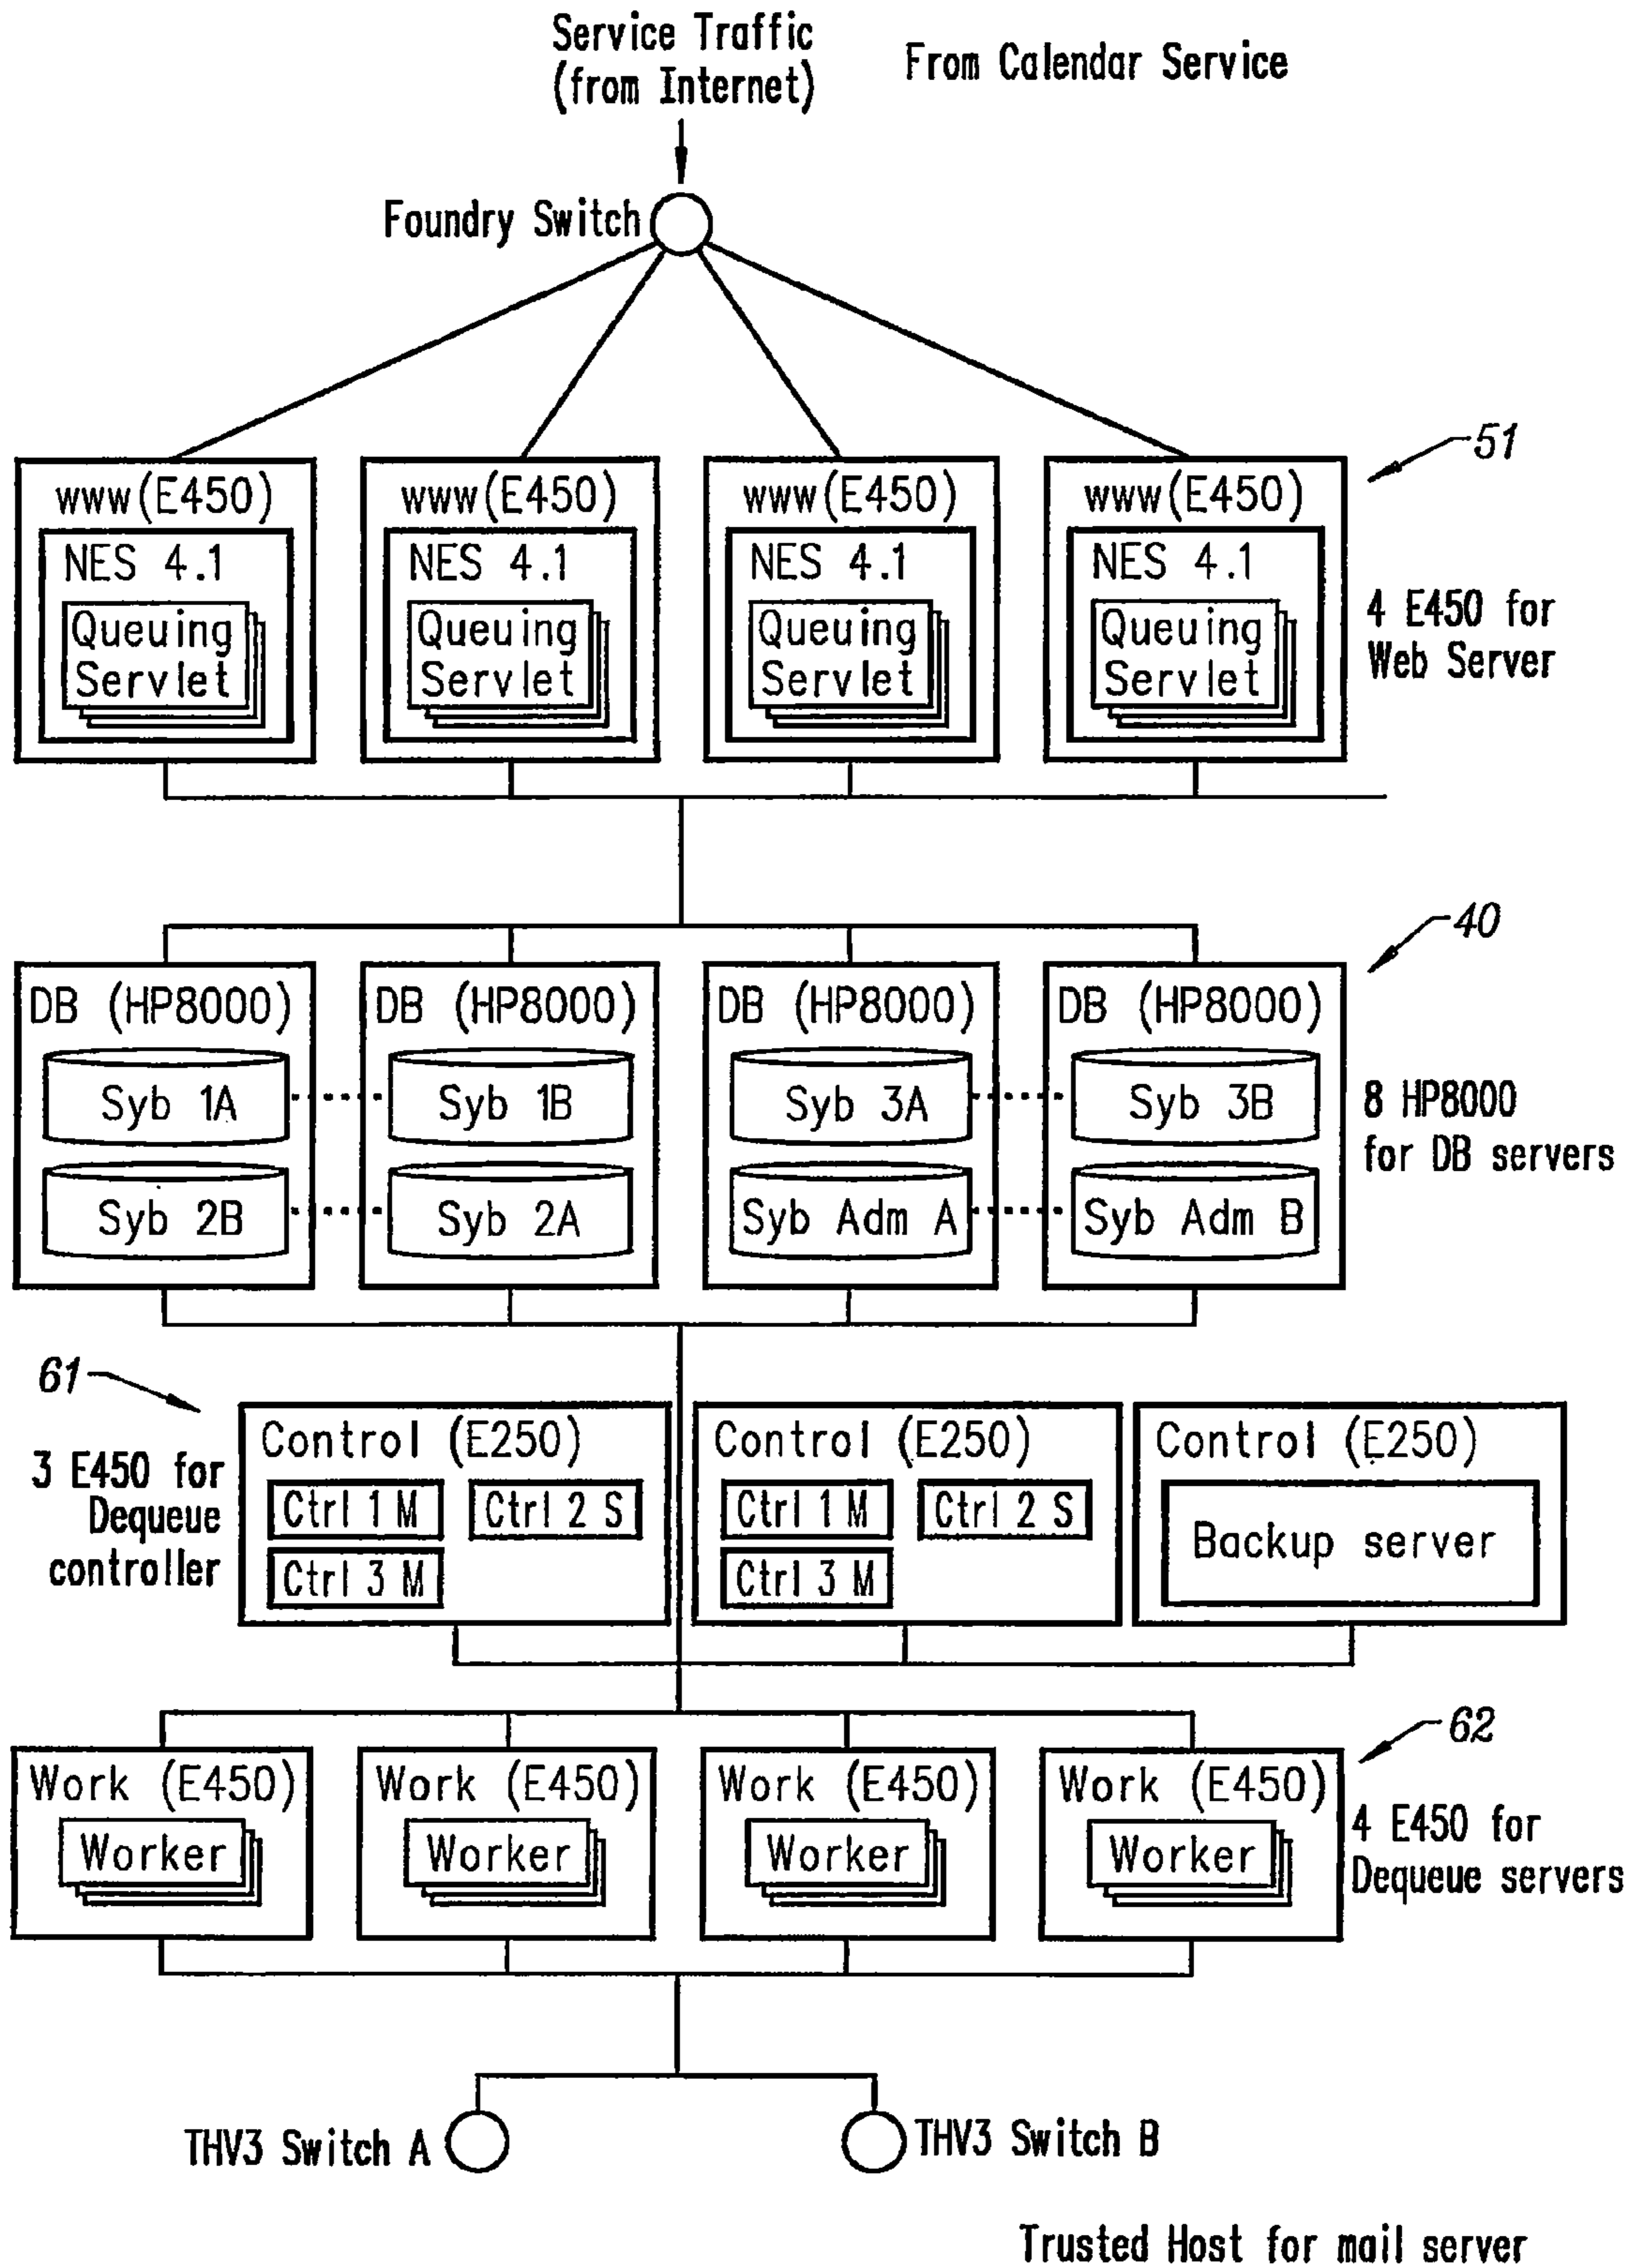 Service Traffic
(from Internet)
From Calendar Service
Foundry Switch
51
www(E450)
NES 4.1
Queuing
Servlet
www(E450)
NES 4.1
Queuing
Servlet
www(E450)
NES 4.1
Queuing
Servlet
www(E450)
NES 4.1
Queuing
Servlet
4 E450 for
Web Server
40
DB (HP8000)
Syb 1A
Syb 2B
DB (HP8000)
Syb 1B
Syb 2A
DB (HP8000)
Syb 3A
Syb Adm A
DB (HP8000)
Syb 3B
Syb Adm B
8 HP8000
for DB servers
61
3 E450 for
Dequeue
controller
Control (E250)
Ctrl 1 M
Ctrl 2 S
Ctrl 3 M
Control (E250)
Ctrl 1 M
Ctrl 2 S
Ctrl 3 M
Control (E250)
Backup server
62
Work (E450)
Worker
Work (E450)
Worker
Work (E450)
Worker
Work (E450)
Worker
4 E450 for
Dequeue servers
THV3 Switch A
THV3 Switch B
Trusted Host for mail server